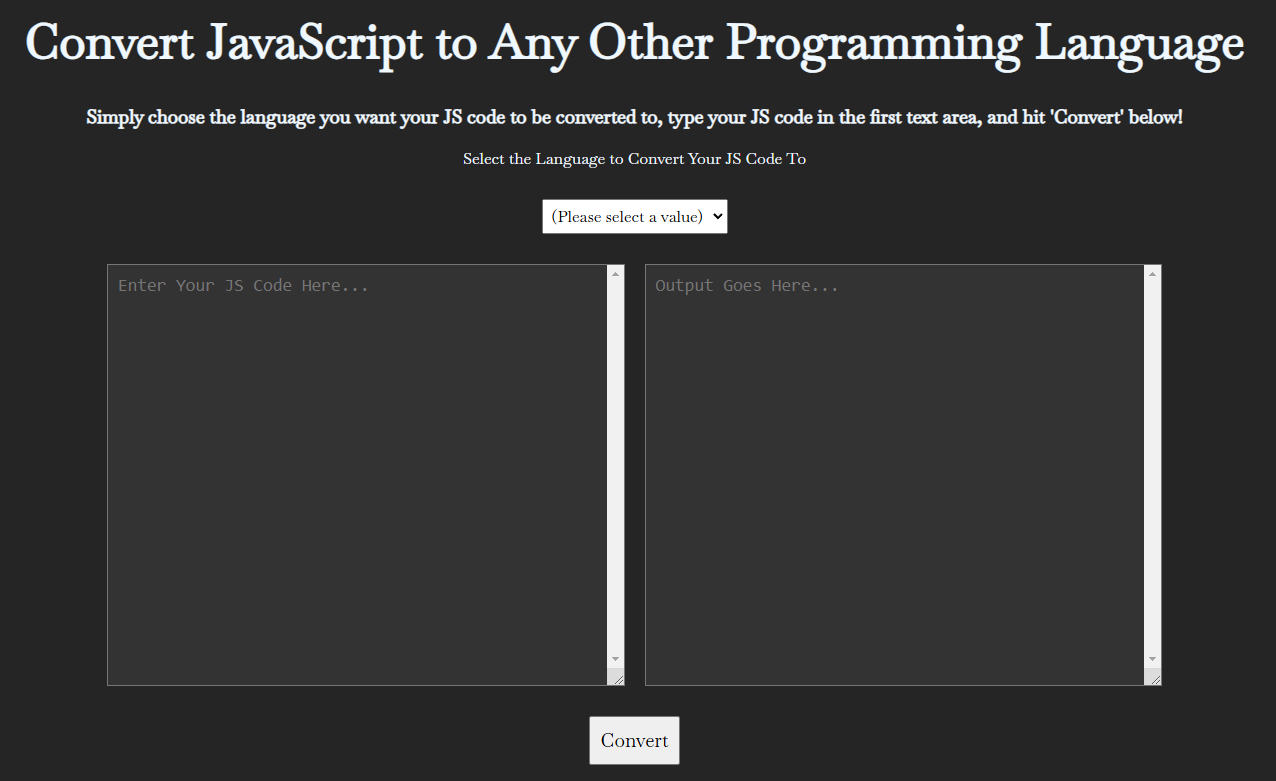 Convert JavaScript to Any Other Programming Language
Simply choose the language you want your JS code to be converted to, type your JS code in the first text area, and hit 'Convert' below!
Select the Language to Convert Your JS Code To
(Please select a value)
Enter Your JS Code Here...
Output Goes Here...
Convert